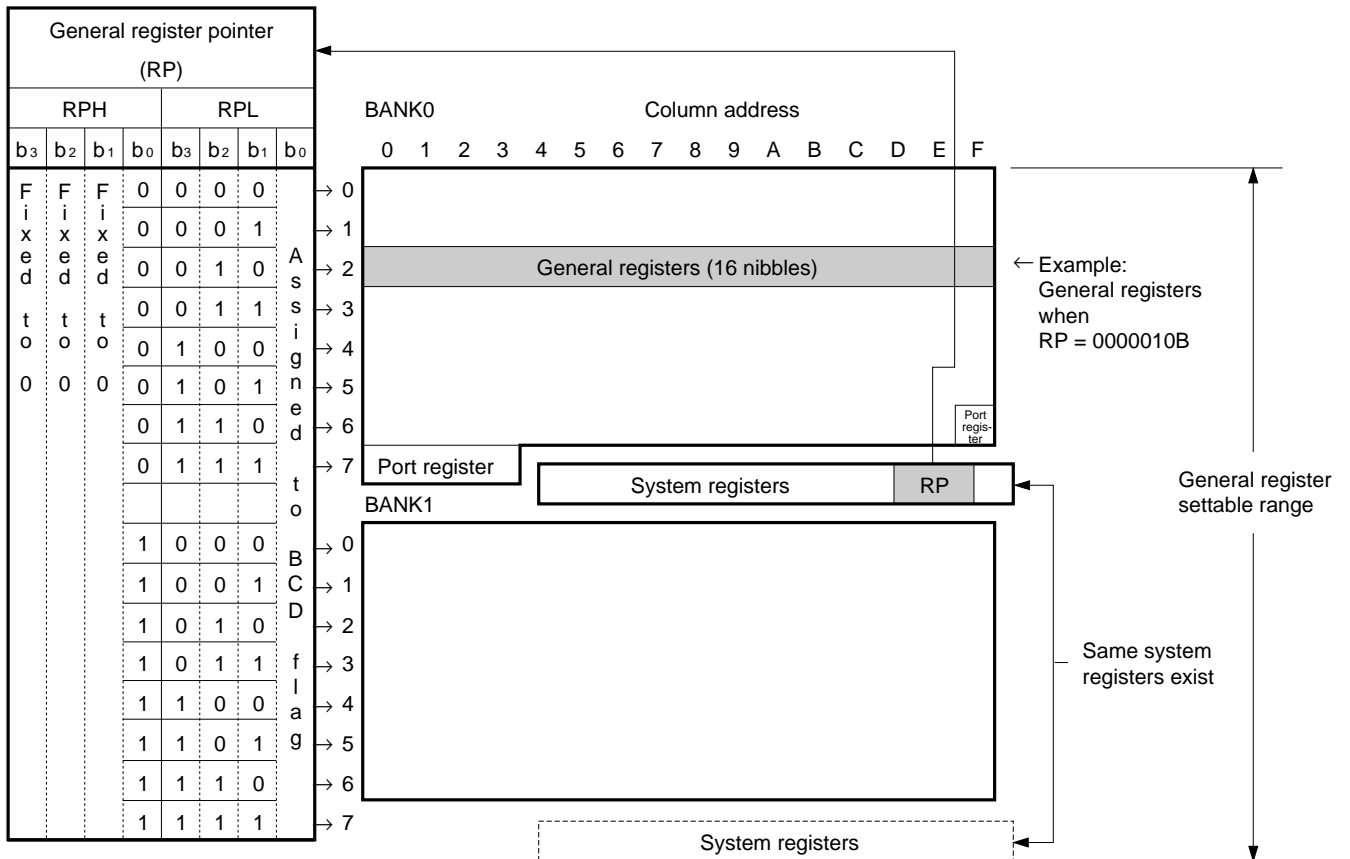 General register pointer
(RP)
RPH RPL
b3 b2 b1 b0 b3 b2 b1 b0
BANK0 Column address
0 1 2 3 4 5 6 7 8 9 A B C D E F
Fixed to 0
Fixed to 0
Fixed to 0
Assigned to BCD flag
0 0 0 0 → 0
0 0 0 1 → 1
0 0 1 0 → 2
0 0 1 1 → 3
0 1 0 0 → 4
0 1 0 1 → 5
0 1 1 0 → 6
0 1 1 1 → 7
General registers (16 nibbles)
← Example:
General registers
when
RP = 0000010B
Port
regis-
ter
Port register
System registers RP
General register
settable range
BANK1
1 0 0 0 → 0
1 0 0 1 → 1
1 0 1 0 → 2
1 0 1 1 → 3
1 1 0 0 → 4
1 1 0 1 → 5
1 1 1 0 → 6
1 1 1 1 → 7
Same system
registers exist
System registers